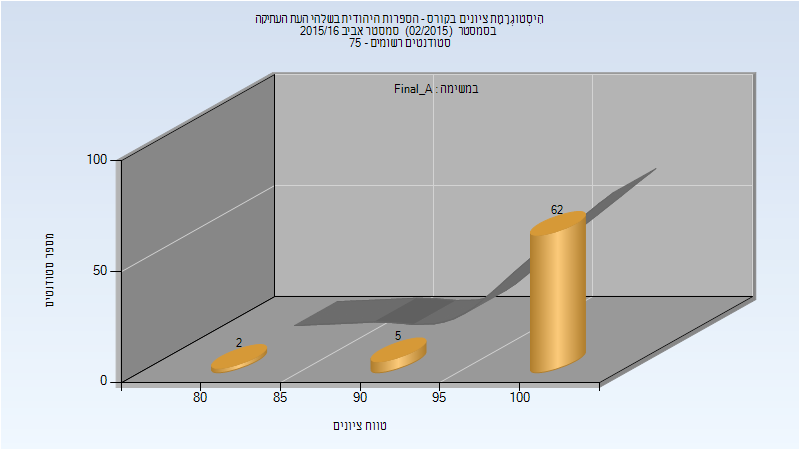 היסטוגרמת ציונים בקורס - הספרות היהודית בשלהי העת העתיקה
בסמסטר (02/2015) סמסטר אביב 2015/16
סטודנטים רשומים - 75
במשימה : Final_A
100
50
0
מספר סטודנטים
2
5
62
80
85
90
95
100
טווח ציונים